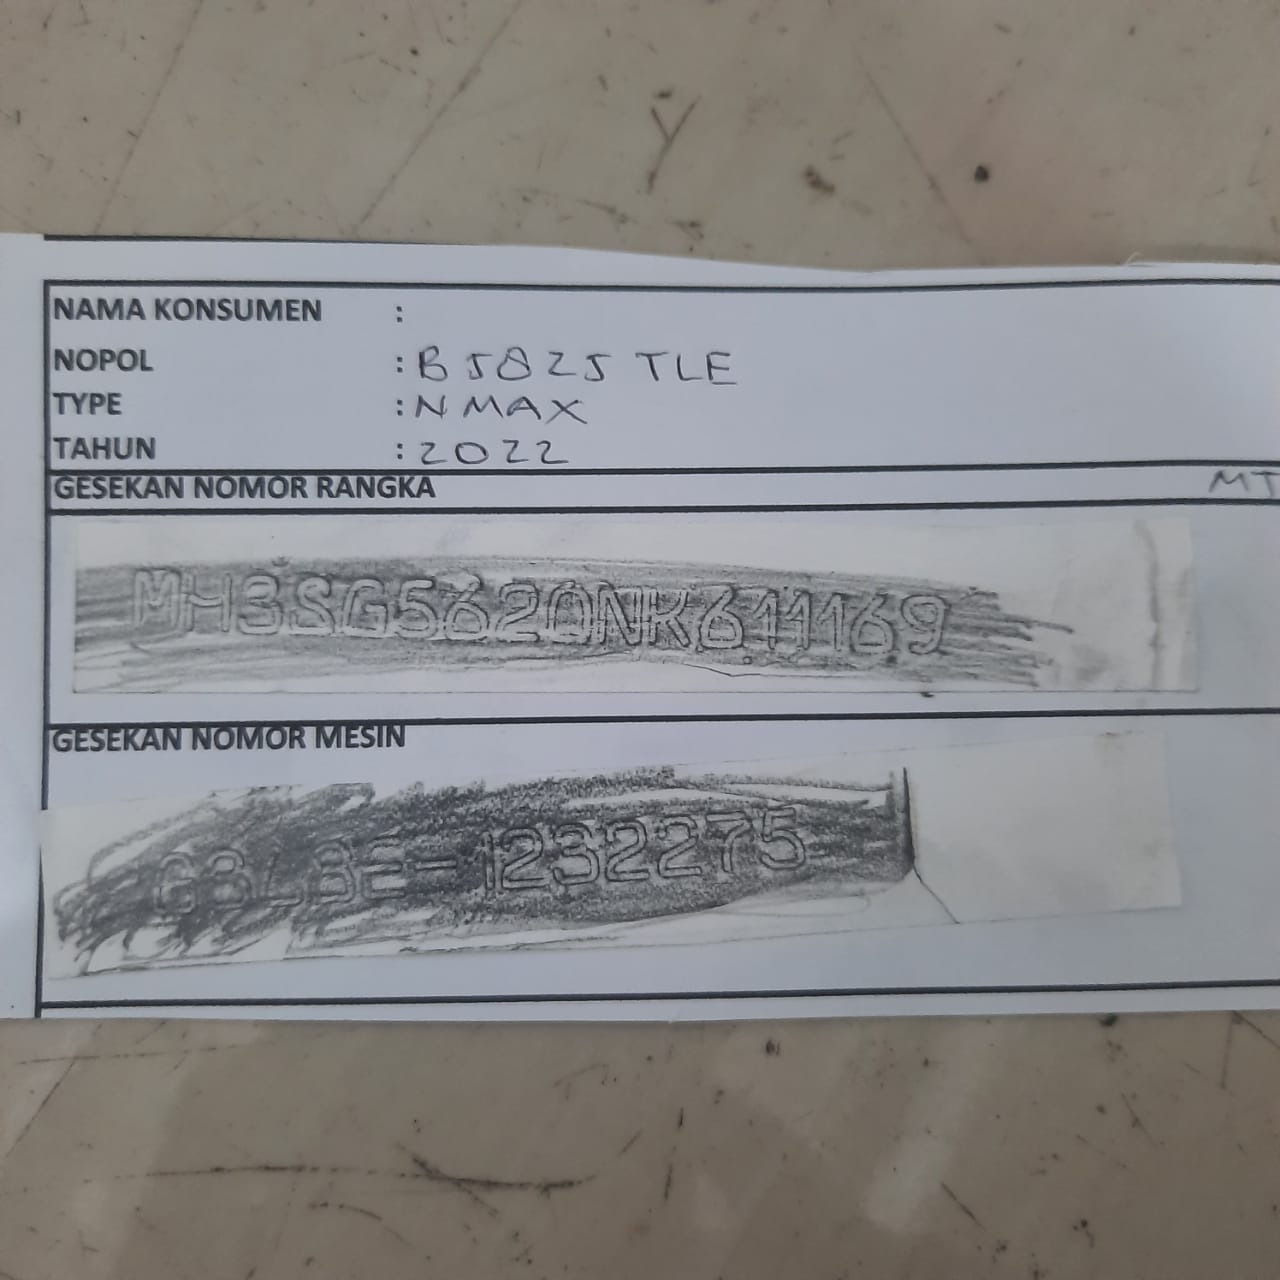 NAMA KONSUMEN :
NOPOL : B 5825 TLE
TYPE : N MAX
TAHUN : 2022
GESEKAN NOMOR RANGKA MT
MH3SG5620NK611169
GESEKAN NOMOR MESIN
G3L8E-1232275